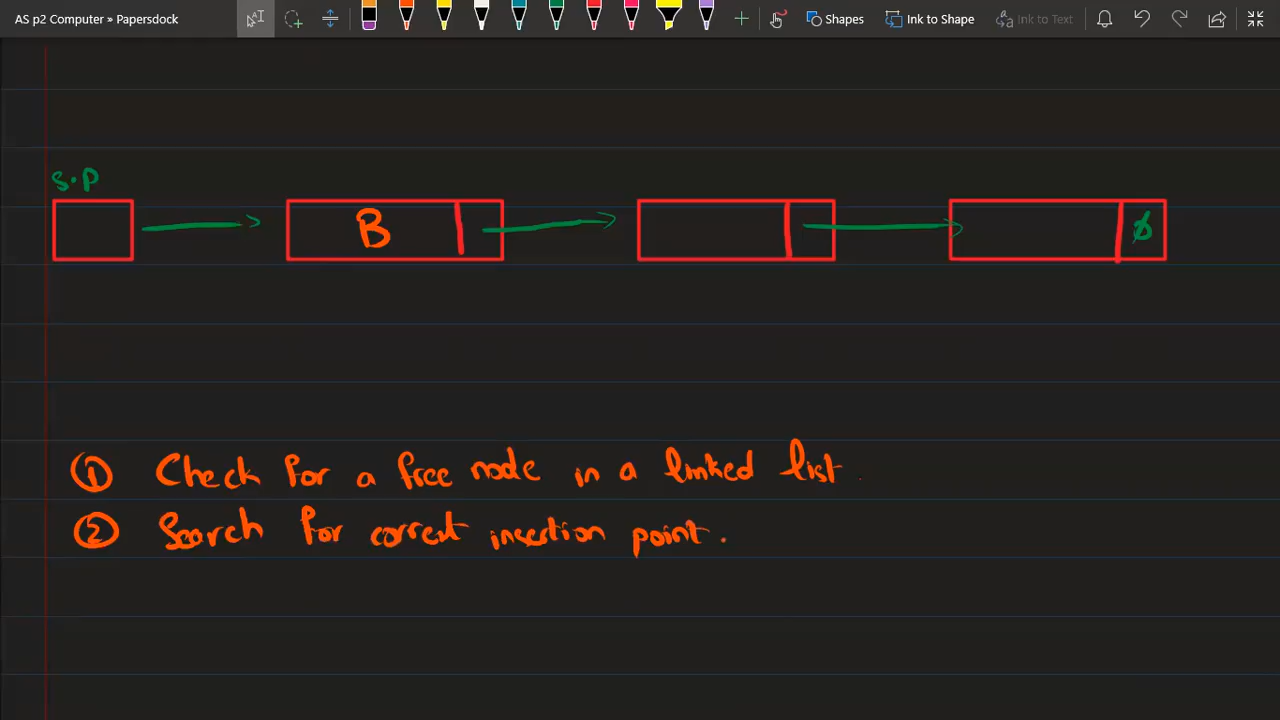 AS p2 Computer » Papersdock
Shapes
Ink to Shape
Ink to Text
s.p
B
ø
① Check for a free node in a linked list.
② Search for correct insertion point.